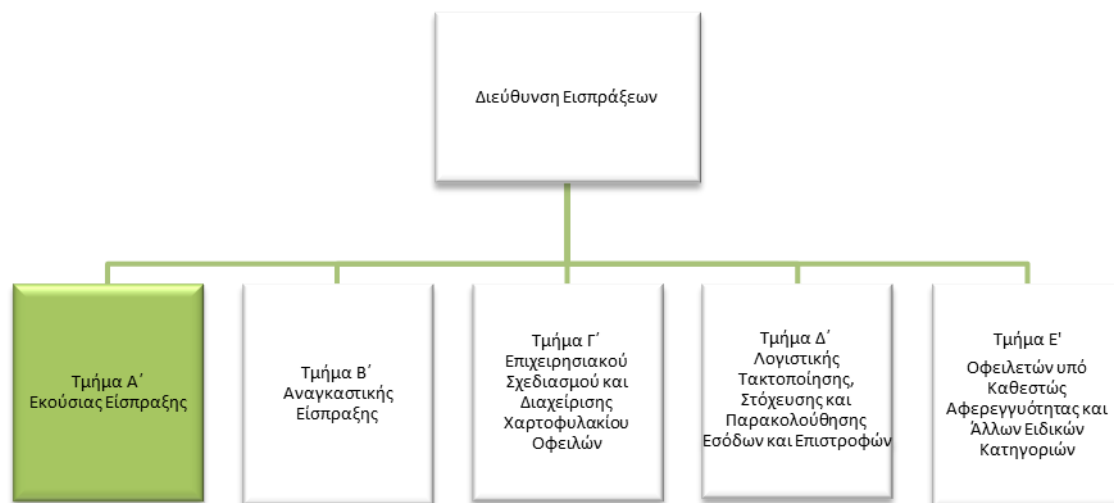 Διεύθυνση Εισπράξεων
Τμήμα Α΄
Εκούσιας Είσπραξης
Τμήμα Β΄
Αναγκαστικής
Είσπραξης
Τμήμα Γ΄
Επιχειρησιακού
Σχεδιασμού και
Διαχείρισης
Χαρτοφυλακίου
Οφειλών
Τμήμα Δ΄
Λογιστικής
Τακτοποίησης,
Στόχευσης και
Παρακολούθησης
Εσόδων και Επιστροφών
Τμήμα Ε'
Οφειλετών υπό
Καθεστώς
Αφερεγγυότητας και
Άλλων Ειδικών
Κατηγοριών